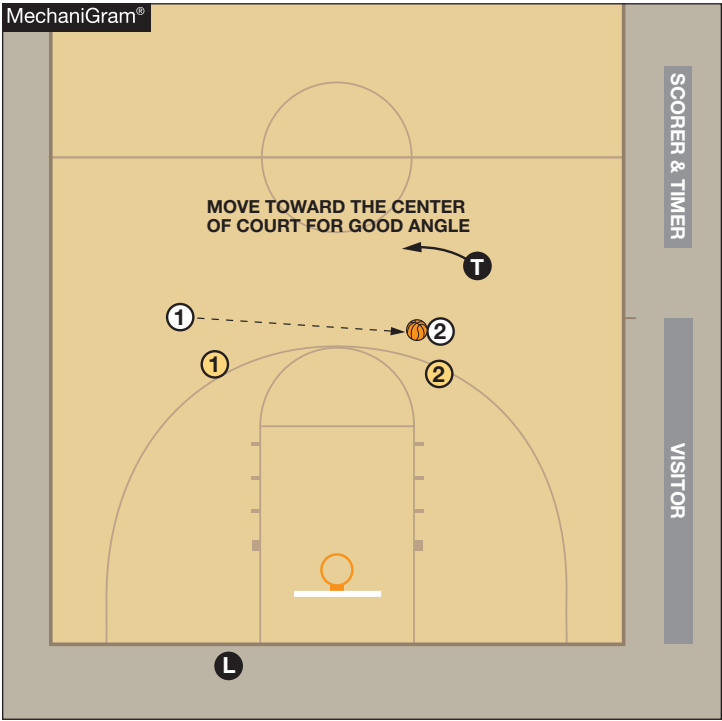 MechaniGram®
SCORER & TIMER
MOVE TOWARD THE CENTER
OF COURT FOR GOOD ANGLE
T
1
2
1
2
VISITOR
L